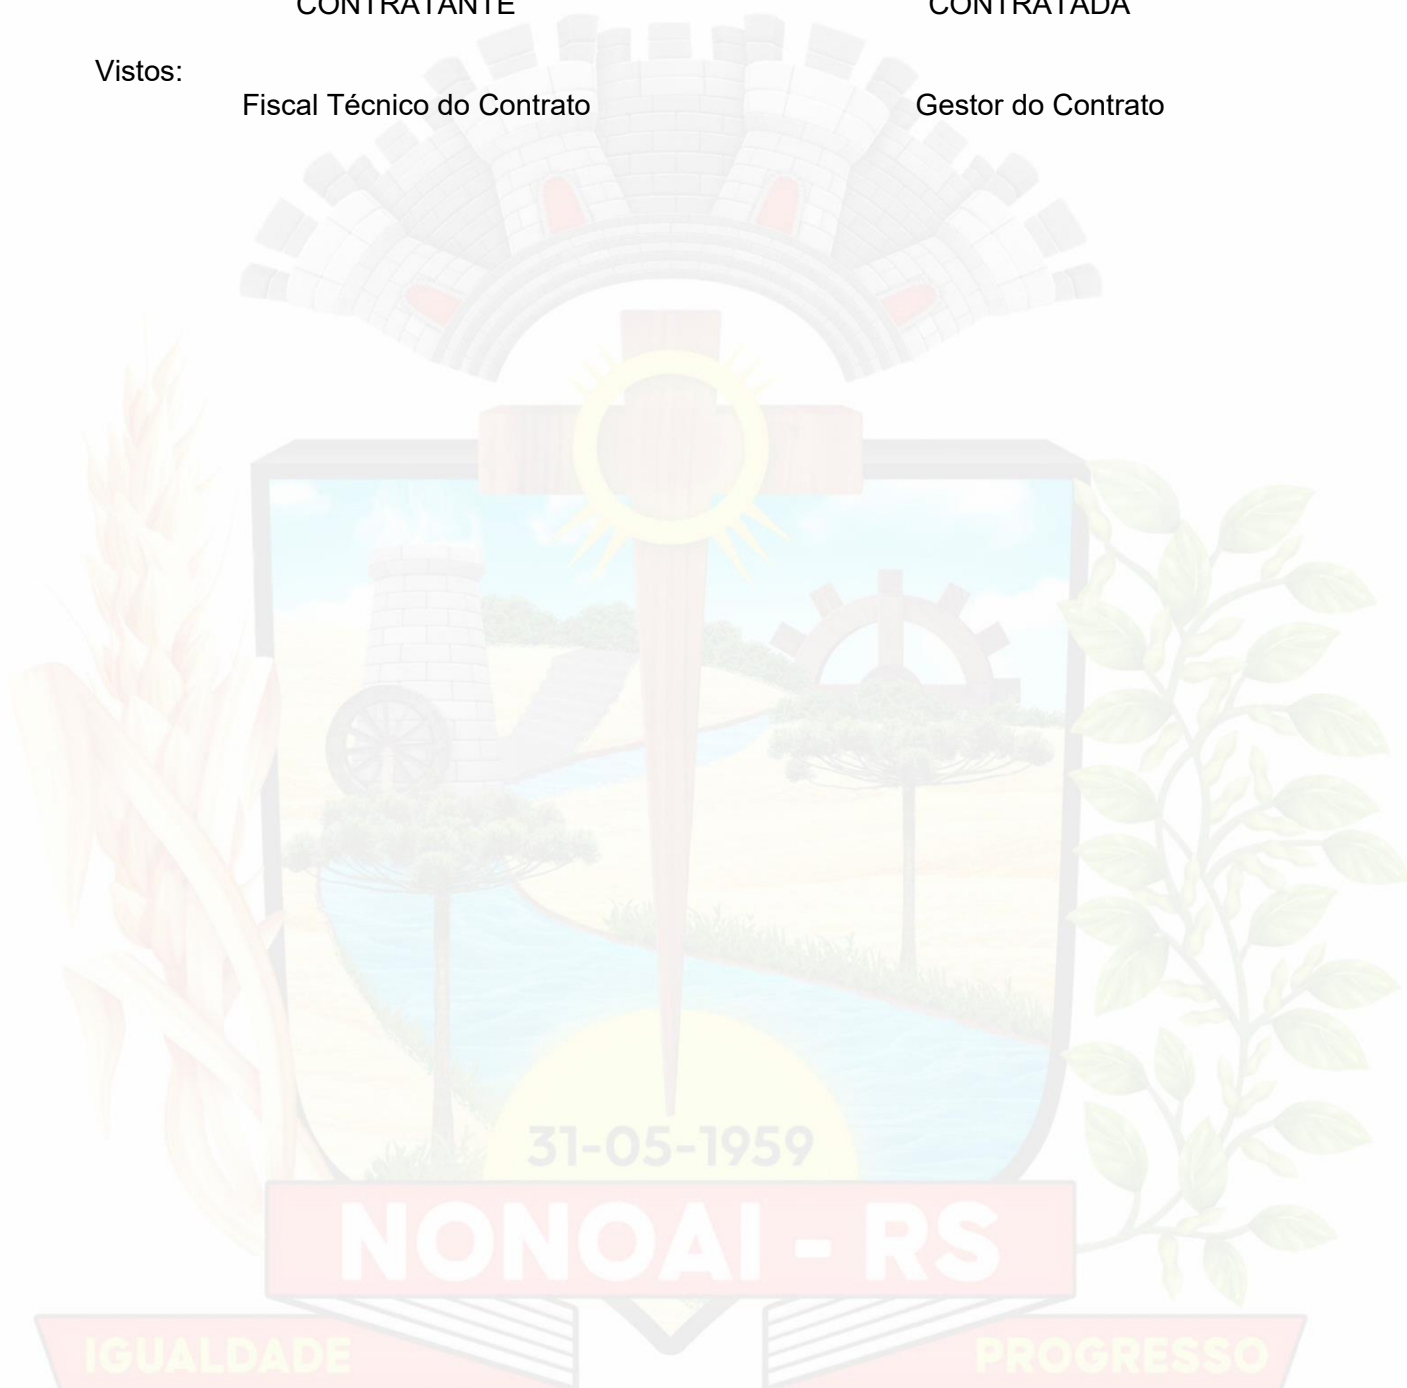 CONTRATANTE CONTRATADA
Vistos:
Fiscal Técnico do Contrato Gestor do Contrato
31-05-1959
NONOAI - RS
IGUALDADE PROGRESSO